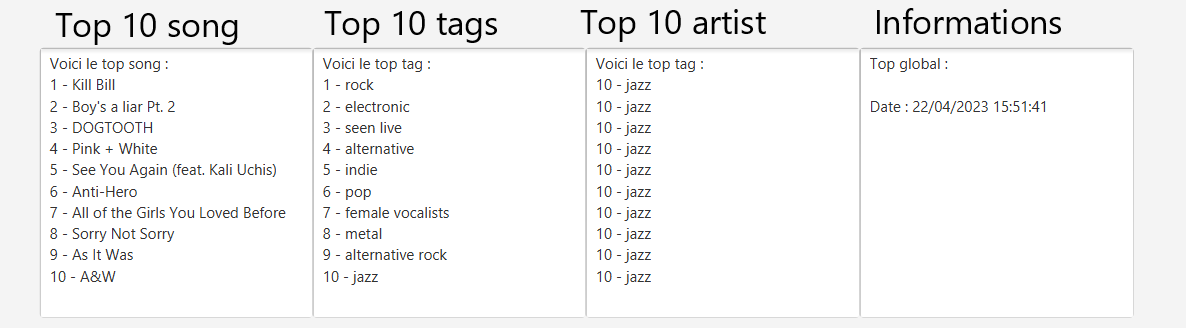 Top 10 song
Voici le top song :
1 - Kill Bill
2 - Boy's a liar Pt. 2
3 - DOGTOOTH
4 - Pink + White
5 - See You Again (feat. Kali Uchis)
6 - Anti-Hero
7 - All of the Girls You Loved Before
8 - Sorry Not Sorry
9 - As It Was
10 - A&W
Top 10 tags
Voici le top tag :
1 - rock
2 - electronic
3 - seen live
4 - alternative
5 - indie
6 - pop
7 - female vocalists
8 - metal
9 - alternative rock
10 - jazz
Top 10 artist
Voici le top tag :
10 - jazz
10 - jazz
10 - jazz
10 - jazz
10 - jazz
10 - jazz
10 - jazz
10 - jazz
10 - jazz
10 - jazz
Informations
Top global :
Date : 22/04/2023 15:51:41